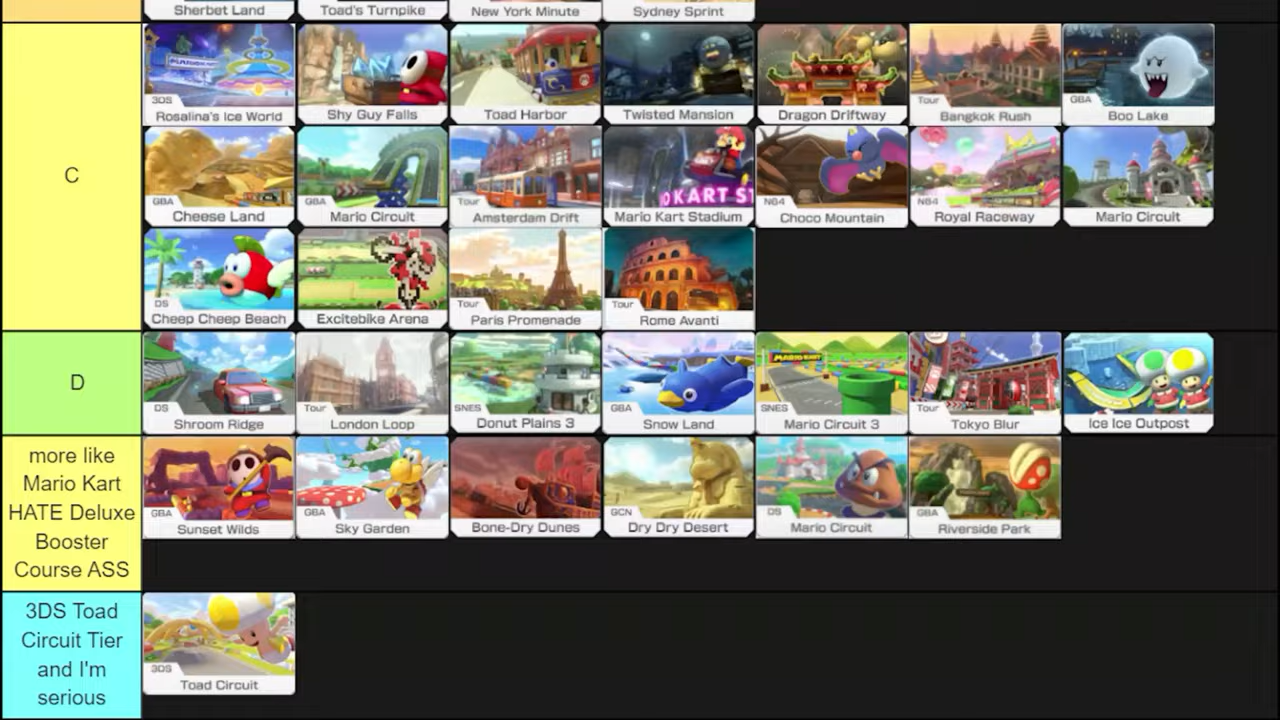 Sherbet Land
Toad's Turnpike
New York Minute
Sydney Sprint
C
3DS
Rosalina's Ice World
Shy Guy Falls
Toad Harbor
Twisted Mansion
Dragon Driftway
Tour
Bangkok Rush
GBA
Boo Lake
GBA
Cheese Land
GBA
Mario Circuit
Tour
Amsterdam Drift
OKART ST
Mario Kart Stadium
N64
Choco Mountain
N64
Royal Raceway
Mario Circuit
DS
Cheep Cheep Beach
Excitebike Arena
Tour
Paris Promenade
Tour
Rome Avanti
D
DS
Shroom Ridge
Tour
London Loop
SNES
Donut Plains 3
GBA
Snow Land
MARIO KART
SNES
Mario Circuit 3
Tour
Tokyo Blur
Ice Ice Outpost
more like
Mario Kart
HATE Deluxe
Booster
Course ASS
GBA
Sunset Wilds
GBA
Sky Garden
Bone-Dry Dunes
GCN
Dry Dry Desert
DS
Mario Circuit
GBA
Riverside Park
3DS Toad
Circuit Tier
and I'm
serious
3DS
Toad Circuit